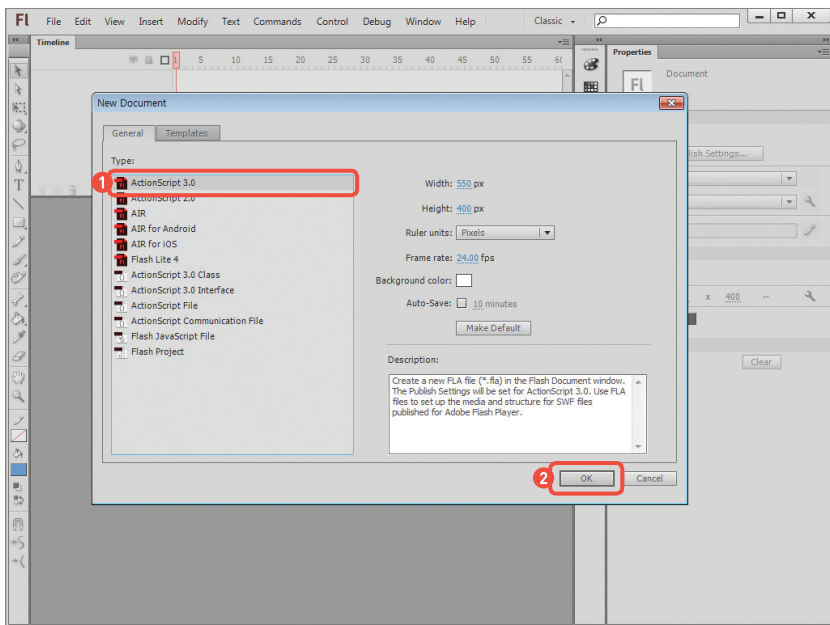 Fl File Edit View Insert Modify Text Commands Control Debug Window Help Classic
Timeline
1 5 10 15 20 25 30 35 40 45 50 55 6
Properties
Fl Document
New Document
General Templates
Type:
1 ActionScript 3.0
ActionScript 2.0
AIR
AIR for Android
AIR for iOS
Flash Lite 4
ActionScript 3.0 Class
ActionScript 3.0 Interface
ActionScript File
ActionScript Communication File
Flash JavaScript File
Flash Project
Width: 550 px
Height: 400 px
Ruler units: Pixels
Frame rate: 24.00 fps
Background color:
Auto-Save: 10 minutes
Make Default
Description:
Create a new FLA file (*.fla) in the Flash Document window.
The Publish Settings will be set for ActionScript 3.0. Use FLA
files to set up the media and structure for SWF files
published for Adobe Flash Player.
2 OK Cancel
lish Settings...
x 400 --
Clear